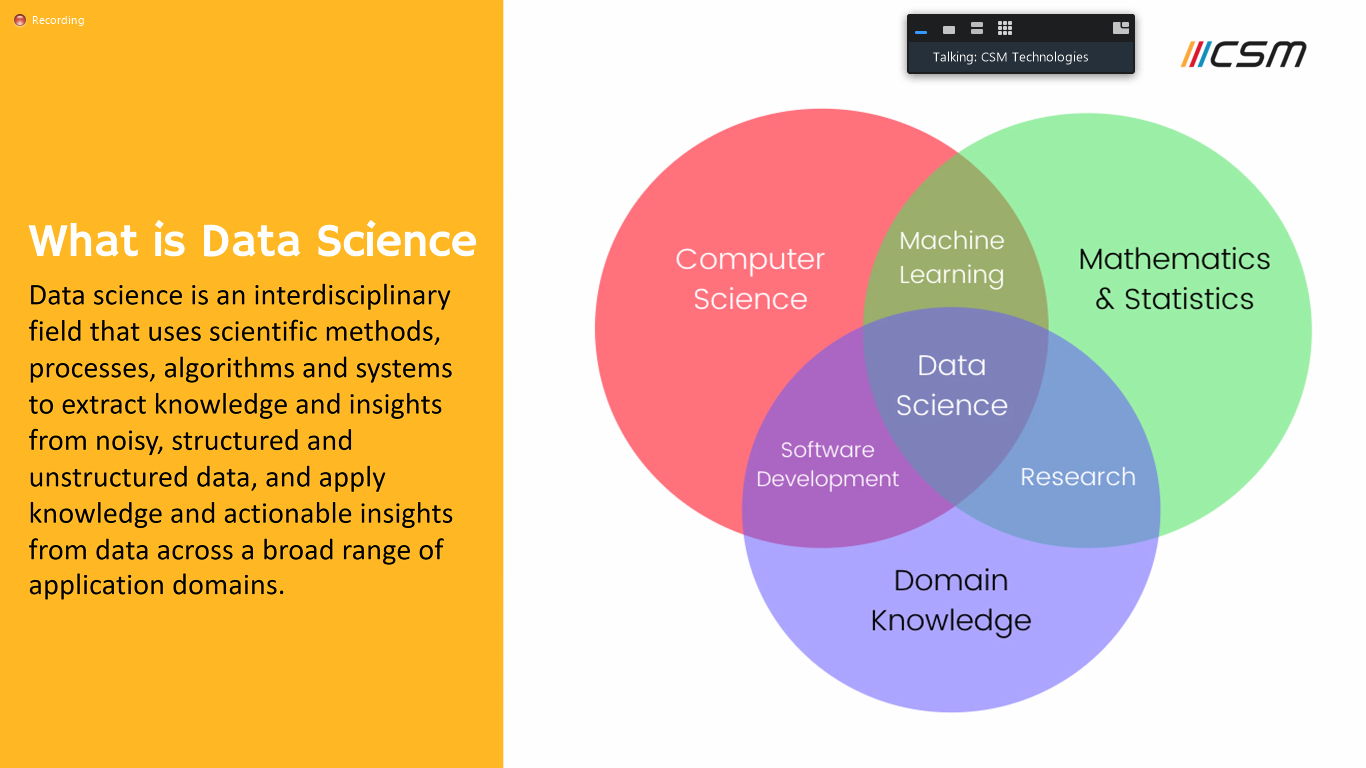 Recording
Talking: CSM Technologies
CSM
What is Data Science
Data science is an interdisciplinary
field that uses scientific methods,
processes, algorithms and systems
to extract knowledge and insights
from noisy, structured and
unstructured data, and apply
knowledge and actionable insights
from data across a broad range of
application domains.
Computer
Science
Machine
Learning
Mathematics
& Statistics
Data
Science
Software
Development
Research
Domain
Knowledge